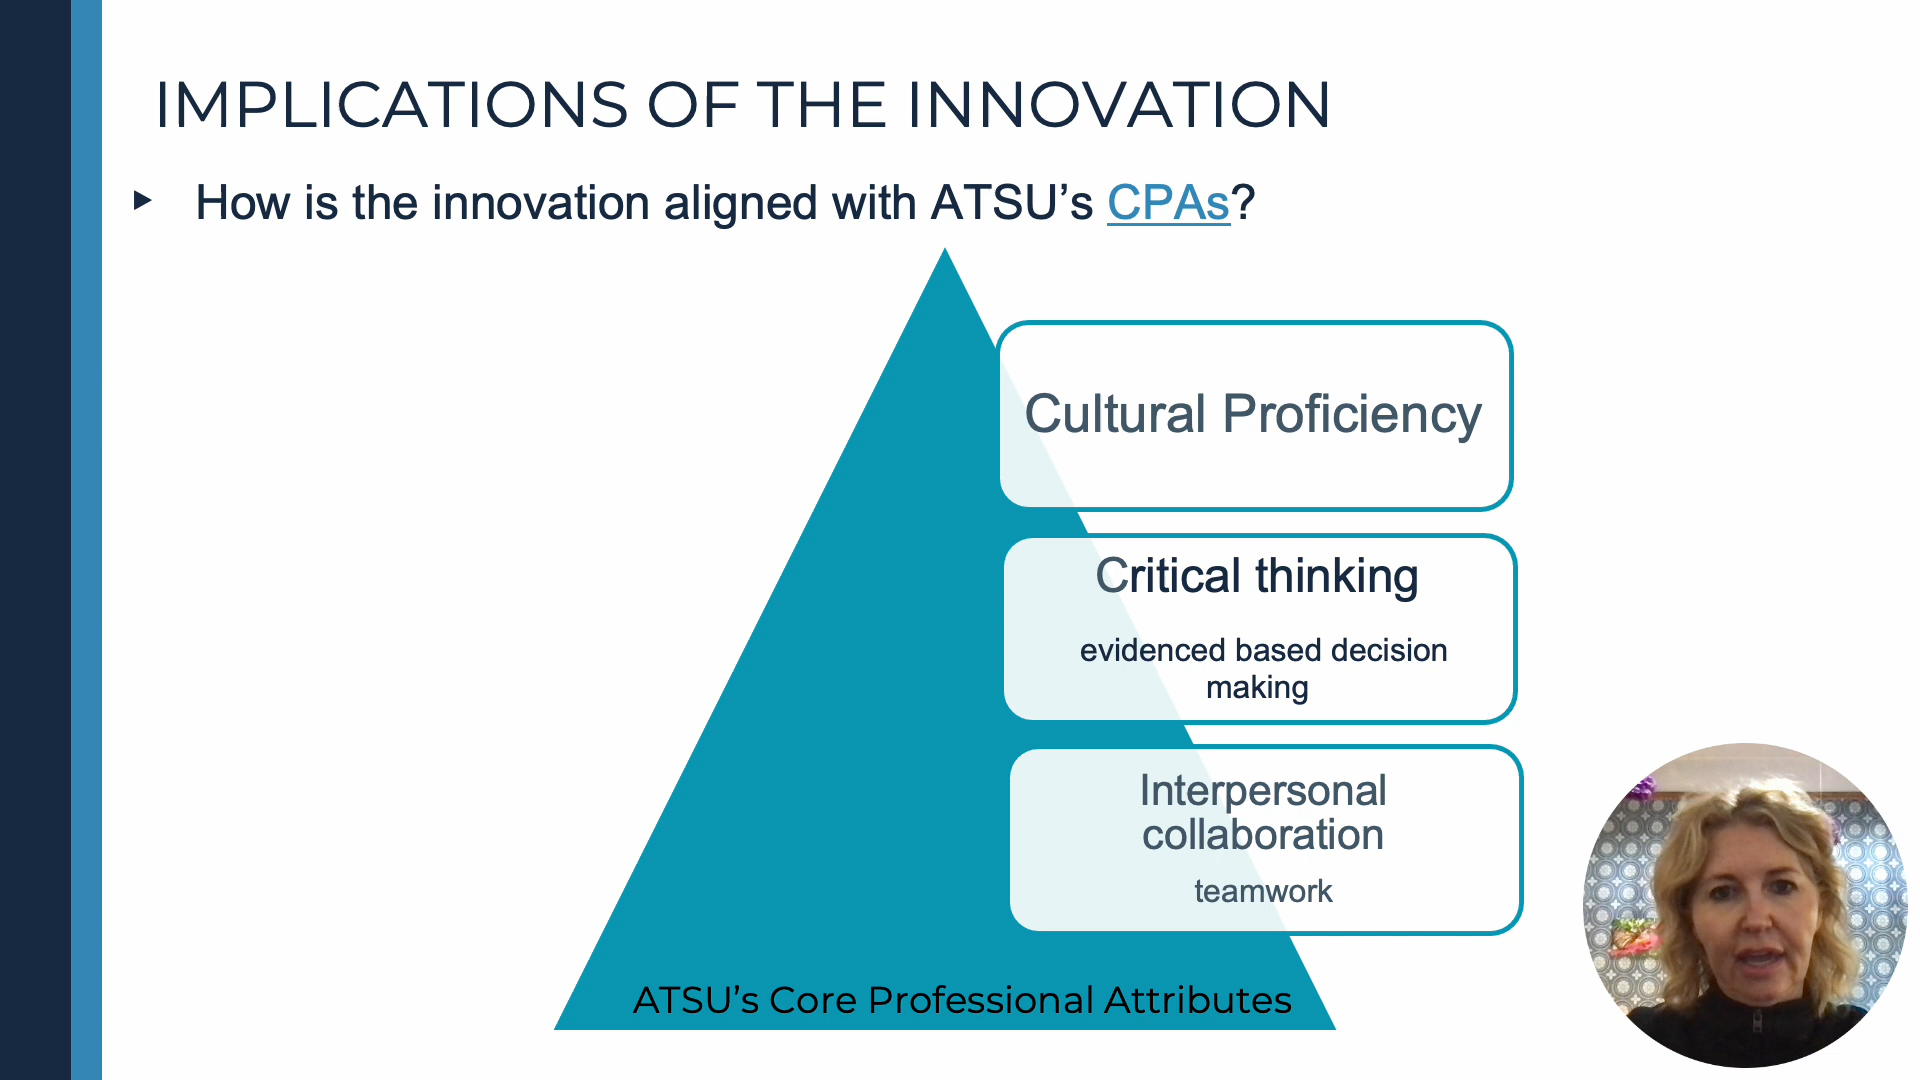 IMPLICATIONS OF THE INNOVATION
How is the innovation aligned with ATSU’s CPAs?
Cultural Proficiency
Critical thinking
evidenced based decision
making
Interpersonal
collaboration
teamwork
ATSU’s Core Professional Attributes